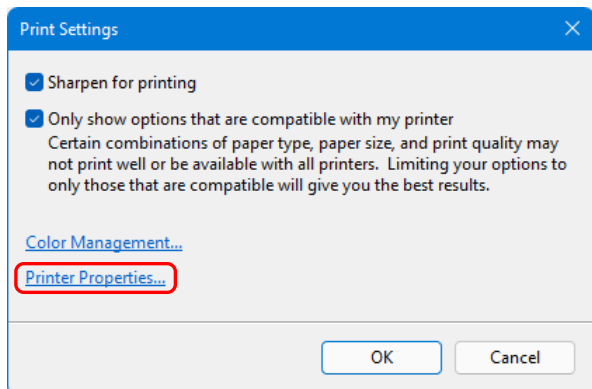 Print Settings
Sharpen for printing
Only show options that are compatible with my printer
Certain combinations of paper type, paper size, and print quality may
not print well or be available with all printers.  Limiting your options to
only those that are compatible will give you the best results.
Color Management...
Printer Properties...
OK
Cancel